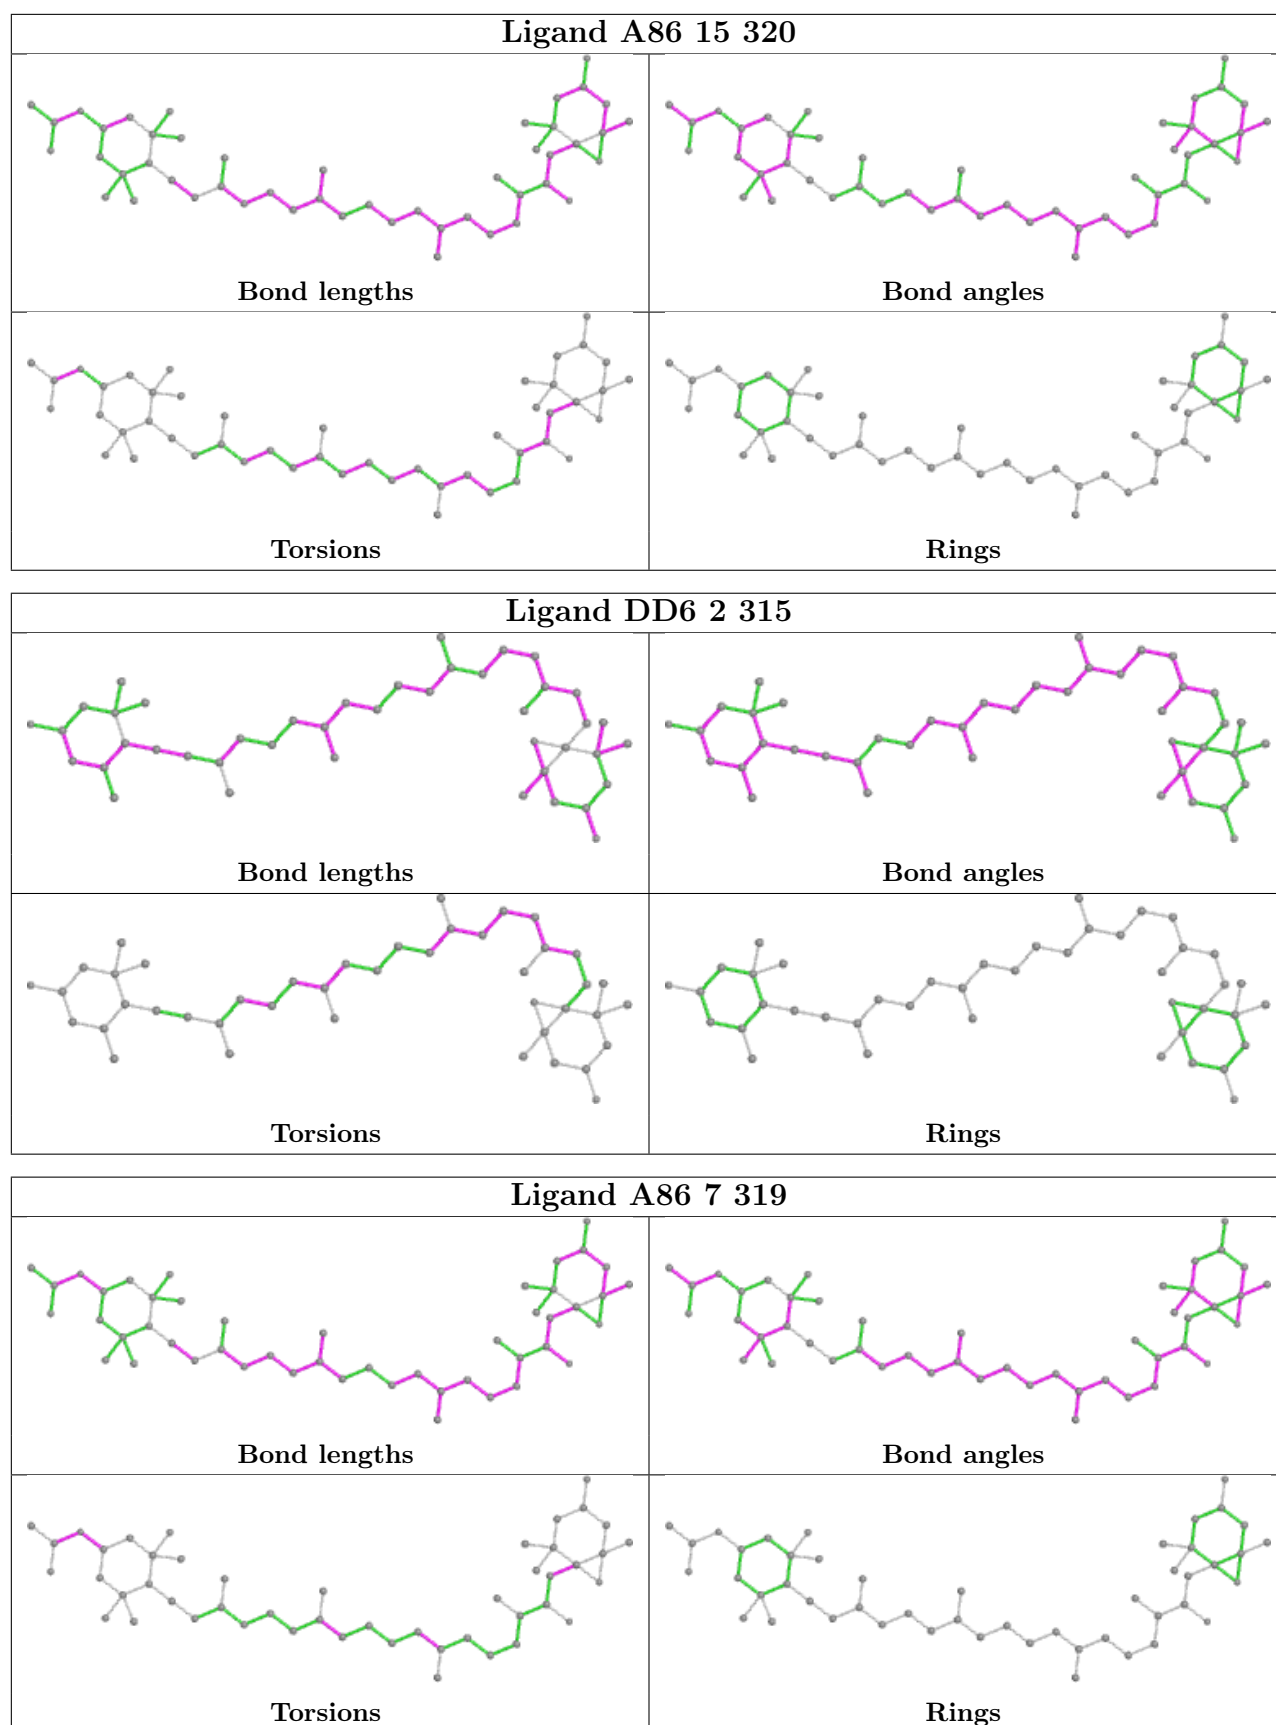 Ligand A86 15 320
Bond lengths
Bond angles
Torsions
Rings
Ligand DD6 2 315
Bond lengths
Bond angles
Torsions
Rings
Ligand A86 7 319
Bond lengths
Bond angles
Torsions
Rings